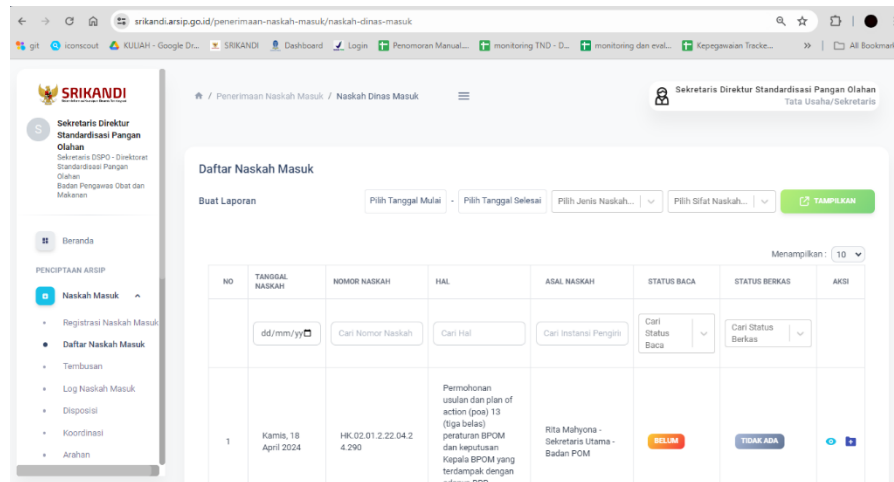 srikandi.arsip.go.id/penerimaan-naskah-masuk/naskah-dinas-masuk
git iconscout KULIAH - Google Dr... SRIKANDI Dashboard Login Penomoran Manual.... monitoring TND - D... monitoring dan eval... Kepegawaian Tracke... » All Bookmark
SRIKANDI
S
Sekretaris Direktur
Standardisasi Pangan
Olahan
Sekretaris DSPO - Direktorat
Standardisasi Pangan
Olahan
Badan Pengawas Obat dan
Makanan
Beranda
PENCIPTAAN ARSIP
Naskah Masuk
Registrasi Naskah Masuk
Daftar Naskah Masuk
Tembusan
Log Naskah Masuk
Disposisi
Koordinasi
Arahan
/ Penerimaan Naskah Masuk / Naskah Dinas Masuk
Sekretaris Direktur Standardisasi Pangan Olahan
Tata Usaha/Sekretaris
Daftar Naskah Masuk
Buat Laporan Pilih Tanggal Mulai - Pilih Tanggal Selesai Pilih Jenis Naskah... Pilih Sifat Naskah... TAMPILKAN
Menampilkan : 10
NO TANGGAL NASKAH NOMOR NASKAH HAL ASAL NASKAH STATUS BACA STATUS BERKAS AKSI
dd/mm/yy Cari Nomor Naskah Cari Hal Cari Instansi Pengiri Cari Status Baca Cari Status Berkas
1
Kamis, 18
April 2024
HK.02.01.2.22.04.2
4.290
Permohonan
usulan dan plan of
action (poa) 13
(tiga belas)
peraturan BPOM
dan keputusan
Kepala BPOM yang
terdampak dengan
Rita Mahyona -
Sekretaris Utama -
Badan POM
BELUM
TIDAK ADA